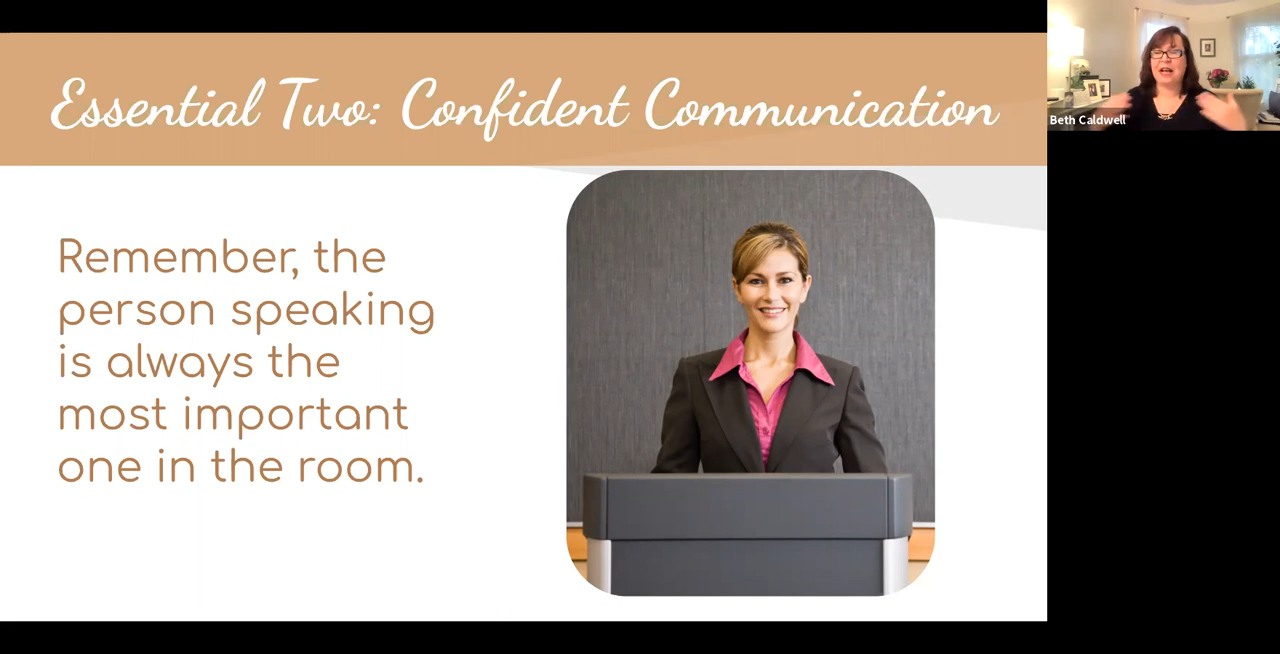 Essential Two: Confident Communication
Beth Caldwell
Remember, the
person speaking
is always the
most important
one in the room.